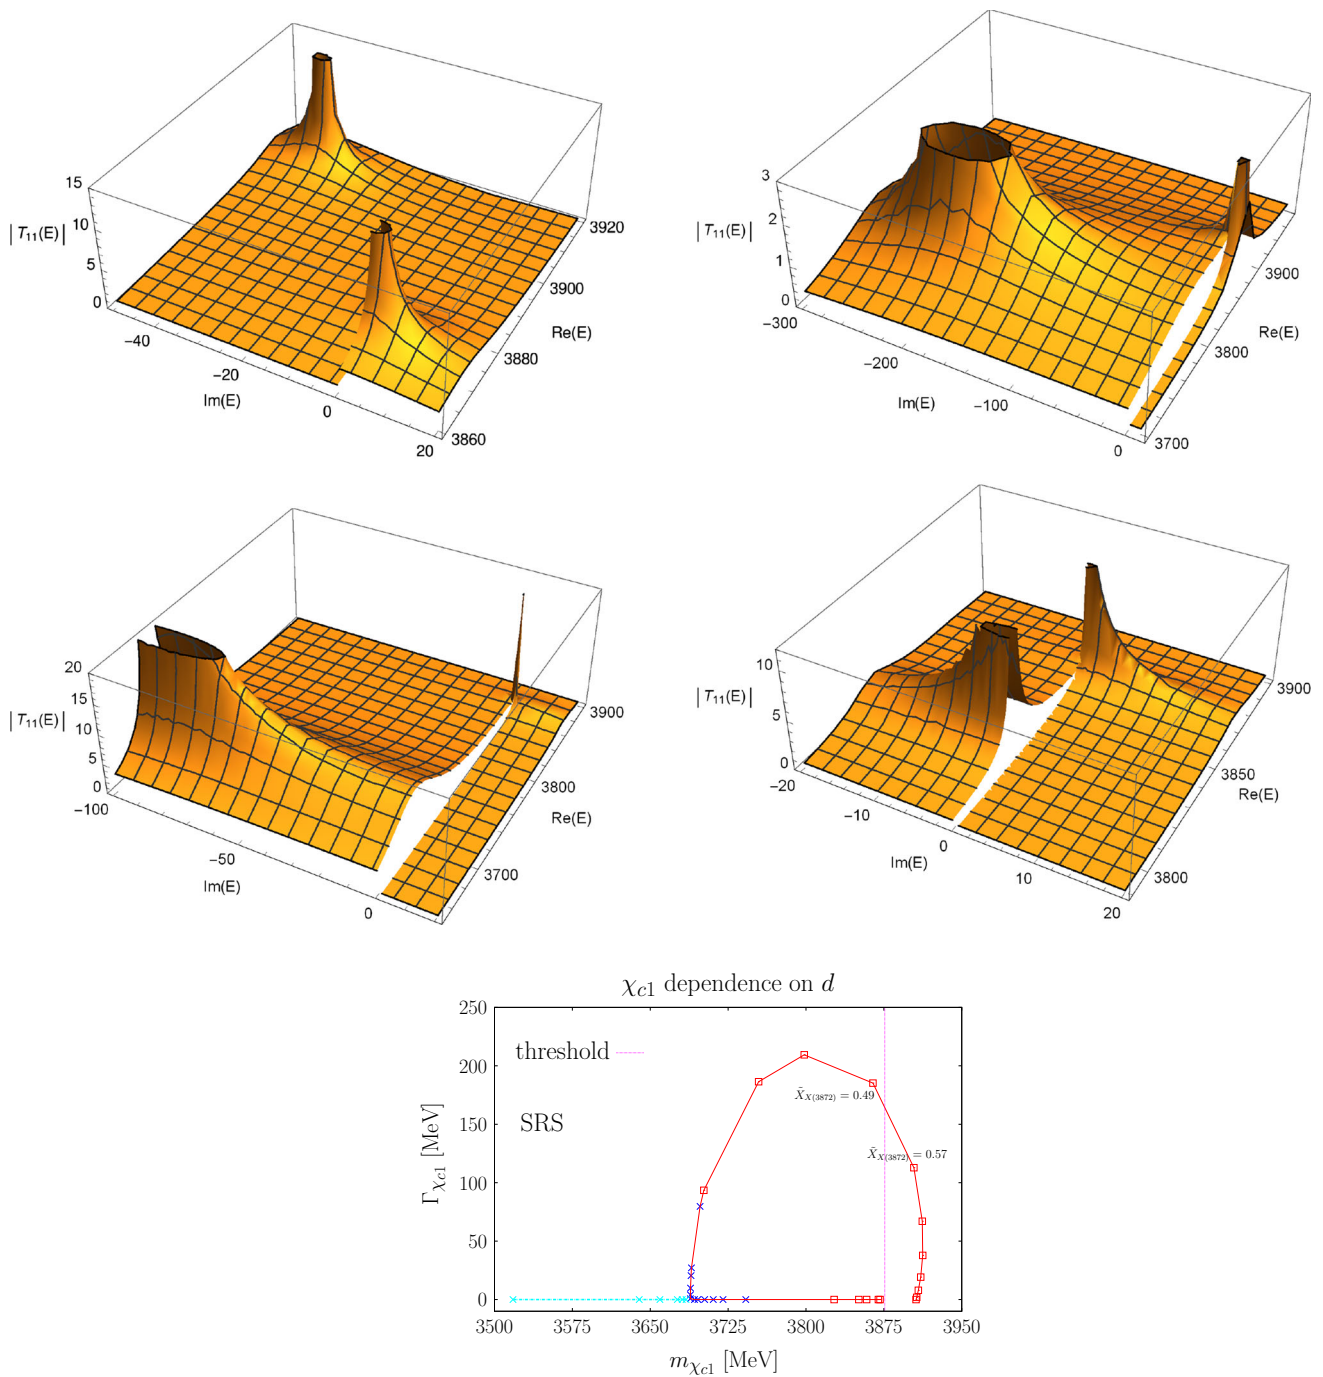 15
10
5
0
|T₁₁(E)|
-40
-20
0
20
Im(E)
3920
3900
3880
3860
Re(E)
3
2
1
0
|T₁₁(E)|
-300
-200
-100
0
Im(E)
3900
3800
3700
Re(E)
20
15
10
5
0
|T₁₁(E)|
-100
-50
0
Im(E)
3900
3800
3700
Re(E)
10
5
0
|T₁₁(E)|
-20
-10
0
10
20
Im(E)
3900
3850
3800
Re(E)
χc1 dependence on d
250
200
150
100
50
0
Γχc1 [MeV]
threshold
SRS
X̃X(3872) = 0.49
X̃X(3872) = 0.57
3500 3575 3650 3725 3800 3875 3950
mχc1 [MeV]